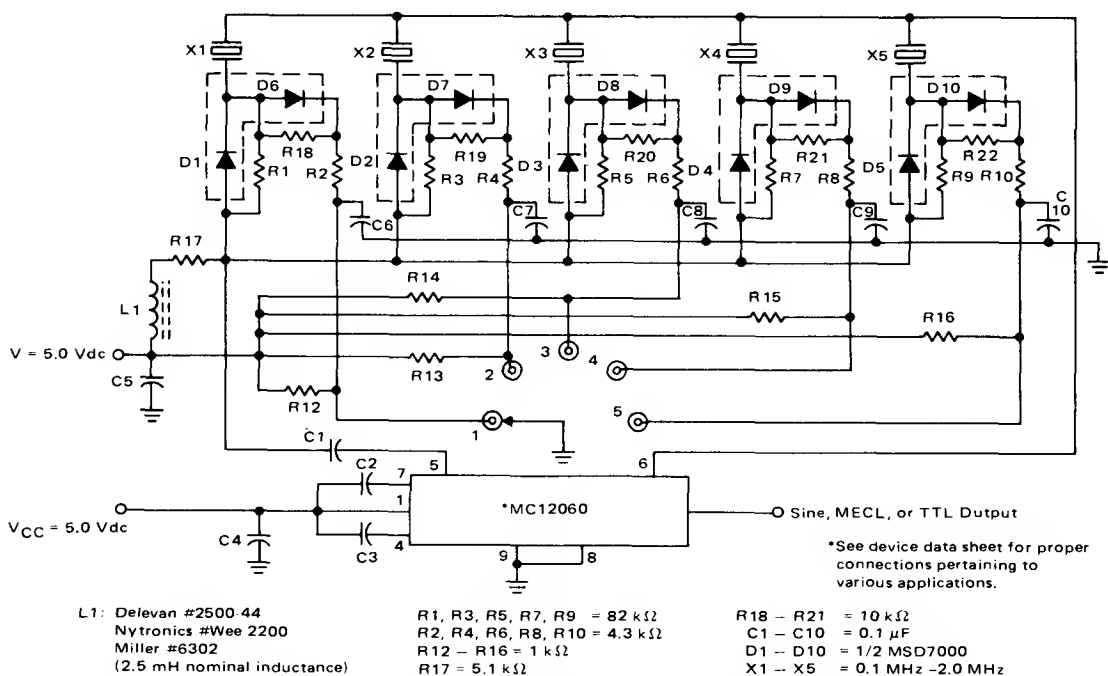 X1
X2
X3
X4
X5
D6
D7
D8
D9
D10
R18
R19
R20
R21
R22
D1
R1
R2
D2
R3
R4
D3
R5
R6
D4
R7
R8
D5
R9
R10
C6
C7
C8
C9
C
10
R17
R14
L1
R15
R16
V = 5.0 Vdc
3
4
R13
2
C5
R12
5
1
C1
5
6
C2
7
1
*MC12060
Sine, MECL, or TTL Dutput
VCC = 5.0 Vdc
C4
C3
4
9
8
*See device data sheet for proper
connections pertaining to
various applications.
L1: Delevan #2500-44
Nytronics #Wee 2200
Miller #6302
(2.5 mH nominal inductance)
R1, R3, R5, R7, R9 = 82 kΩ
R2, R4, R6, R8, R10 = 4.3 kΩ
R12 – R16 = 1 kΩ
R17 = 5.1 kΩ
R18 – R21 = 10 kΩ
C1 – C10 = 0.1 μF
D1 – D10 = 1/2 MSD7000
X1 – X5 = 0.1 MHz –2.0 MHz